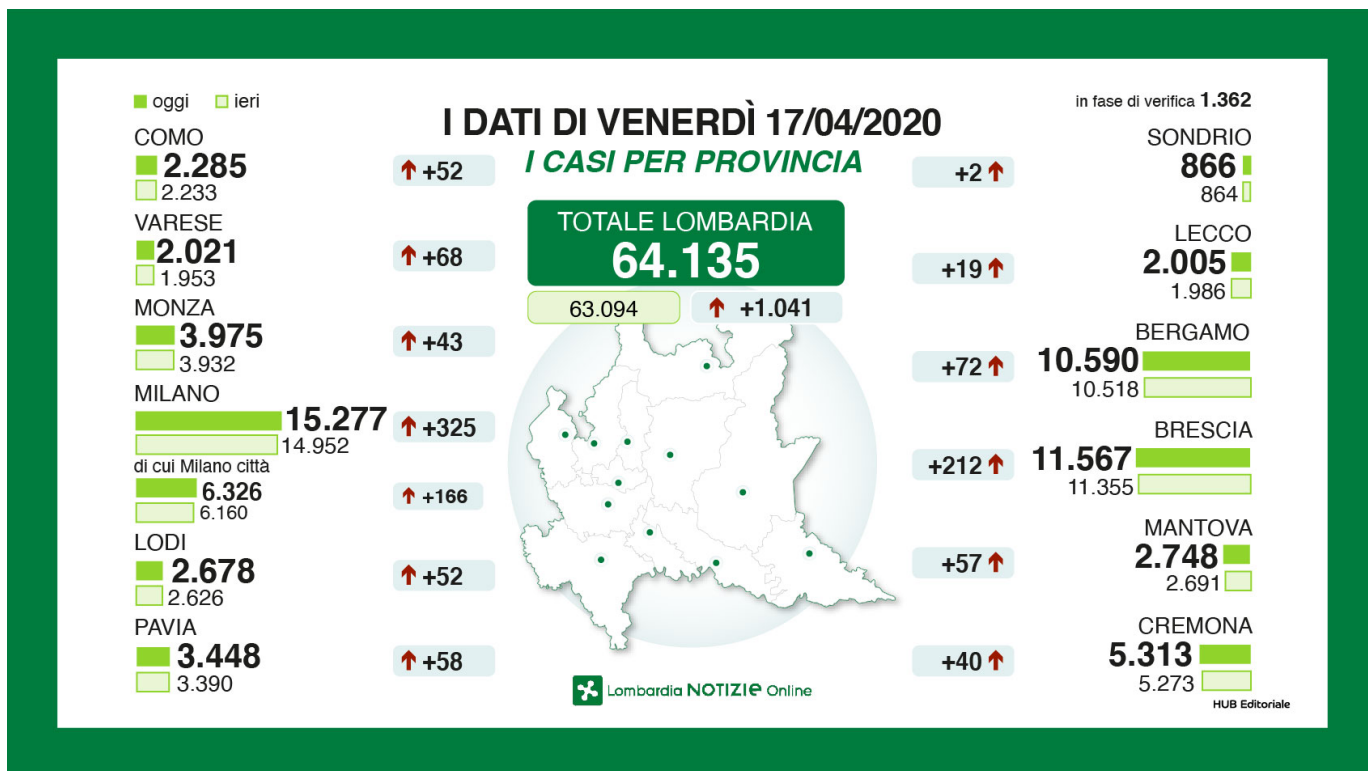 oggi ieri
I DATI DI VENERDÌ 17/04/2020
I CASI PER PROVINCIA
in fase di verifica 1.362
TOTALE LOMBARDIA
64.135
63.094
+1.041
COMO
2.285
2.233
+52
VARESE
2.021
1.953
+68
MONZA
3.975
3.932
+43
MILANO
15.277
14.952
+325
di cui Milano città
6.326
6.160
+166
LODI
2.678
2.626
+52
PAVIA
3.448
3.390
+58
SONDRIO
866
864
+2
LECCO
2.005
1.986
+19
BERGAMO
10.590
10.518
+72
BRESCIA
11.567
11.355
+212
MANTOVA
2.748
2.691
+57
CREMONA
5.313
5.273
+40
Lombardia NOTIZIE Online
HUB Editoriale